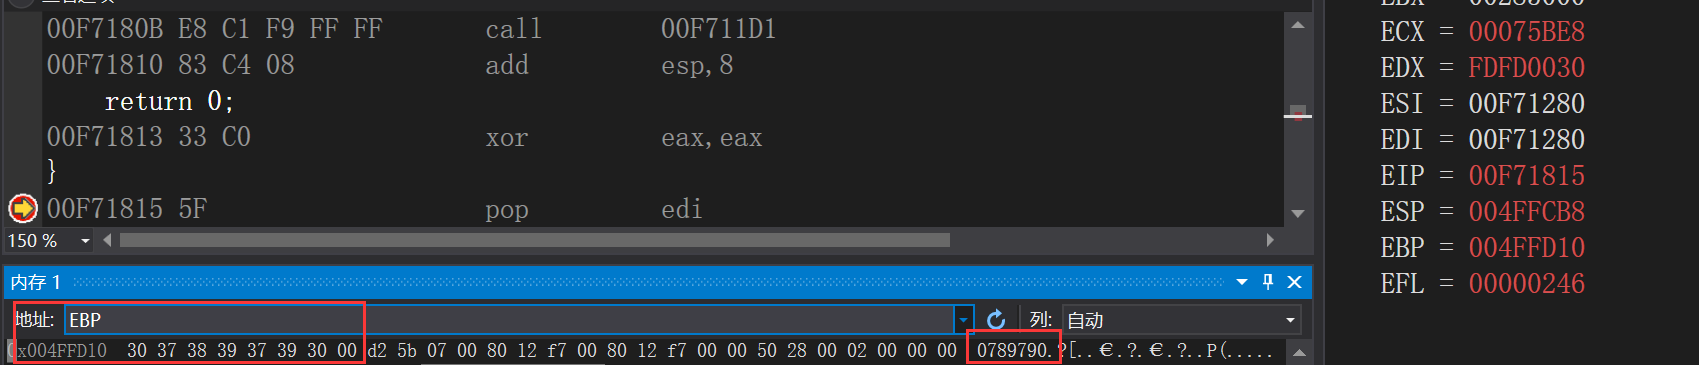 00F7180B E8 C1 F9 FF FF call 00F711D1
00F71810 83 C4 08 add esp,8
return 0;
00F71813 33 C0 xor eax,eax
}
00F71815 5F pop edi
150 %
ECX = 00075BE8
EDX = FDFD0030
ESI = 00F71280
EDI = 00F71280
EIP = 00F71815
ESP = 004FFCB8
EBP = 004FFD10
EFL = 00000246
内存 1
地址: EBP 列: 自动
0x004FFD10 30 37 38 39 37 39 30 00 d2 5b 07 00 80 12 f7 00 80 12 f7 00 00 50 28 00 02 00 00 00 0789790.?[..€.?.€.?..P(.....